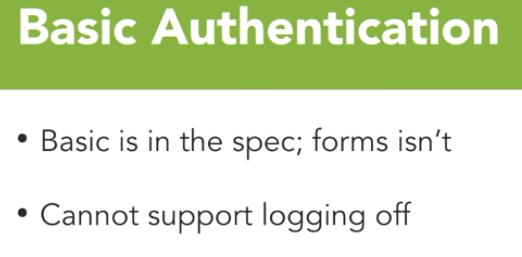 Basic Authentication
• Basic is in the spec; forms isn’t
• Cannot support logging off